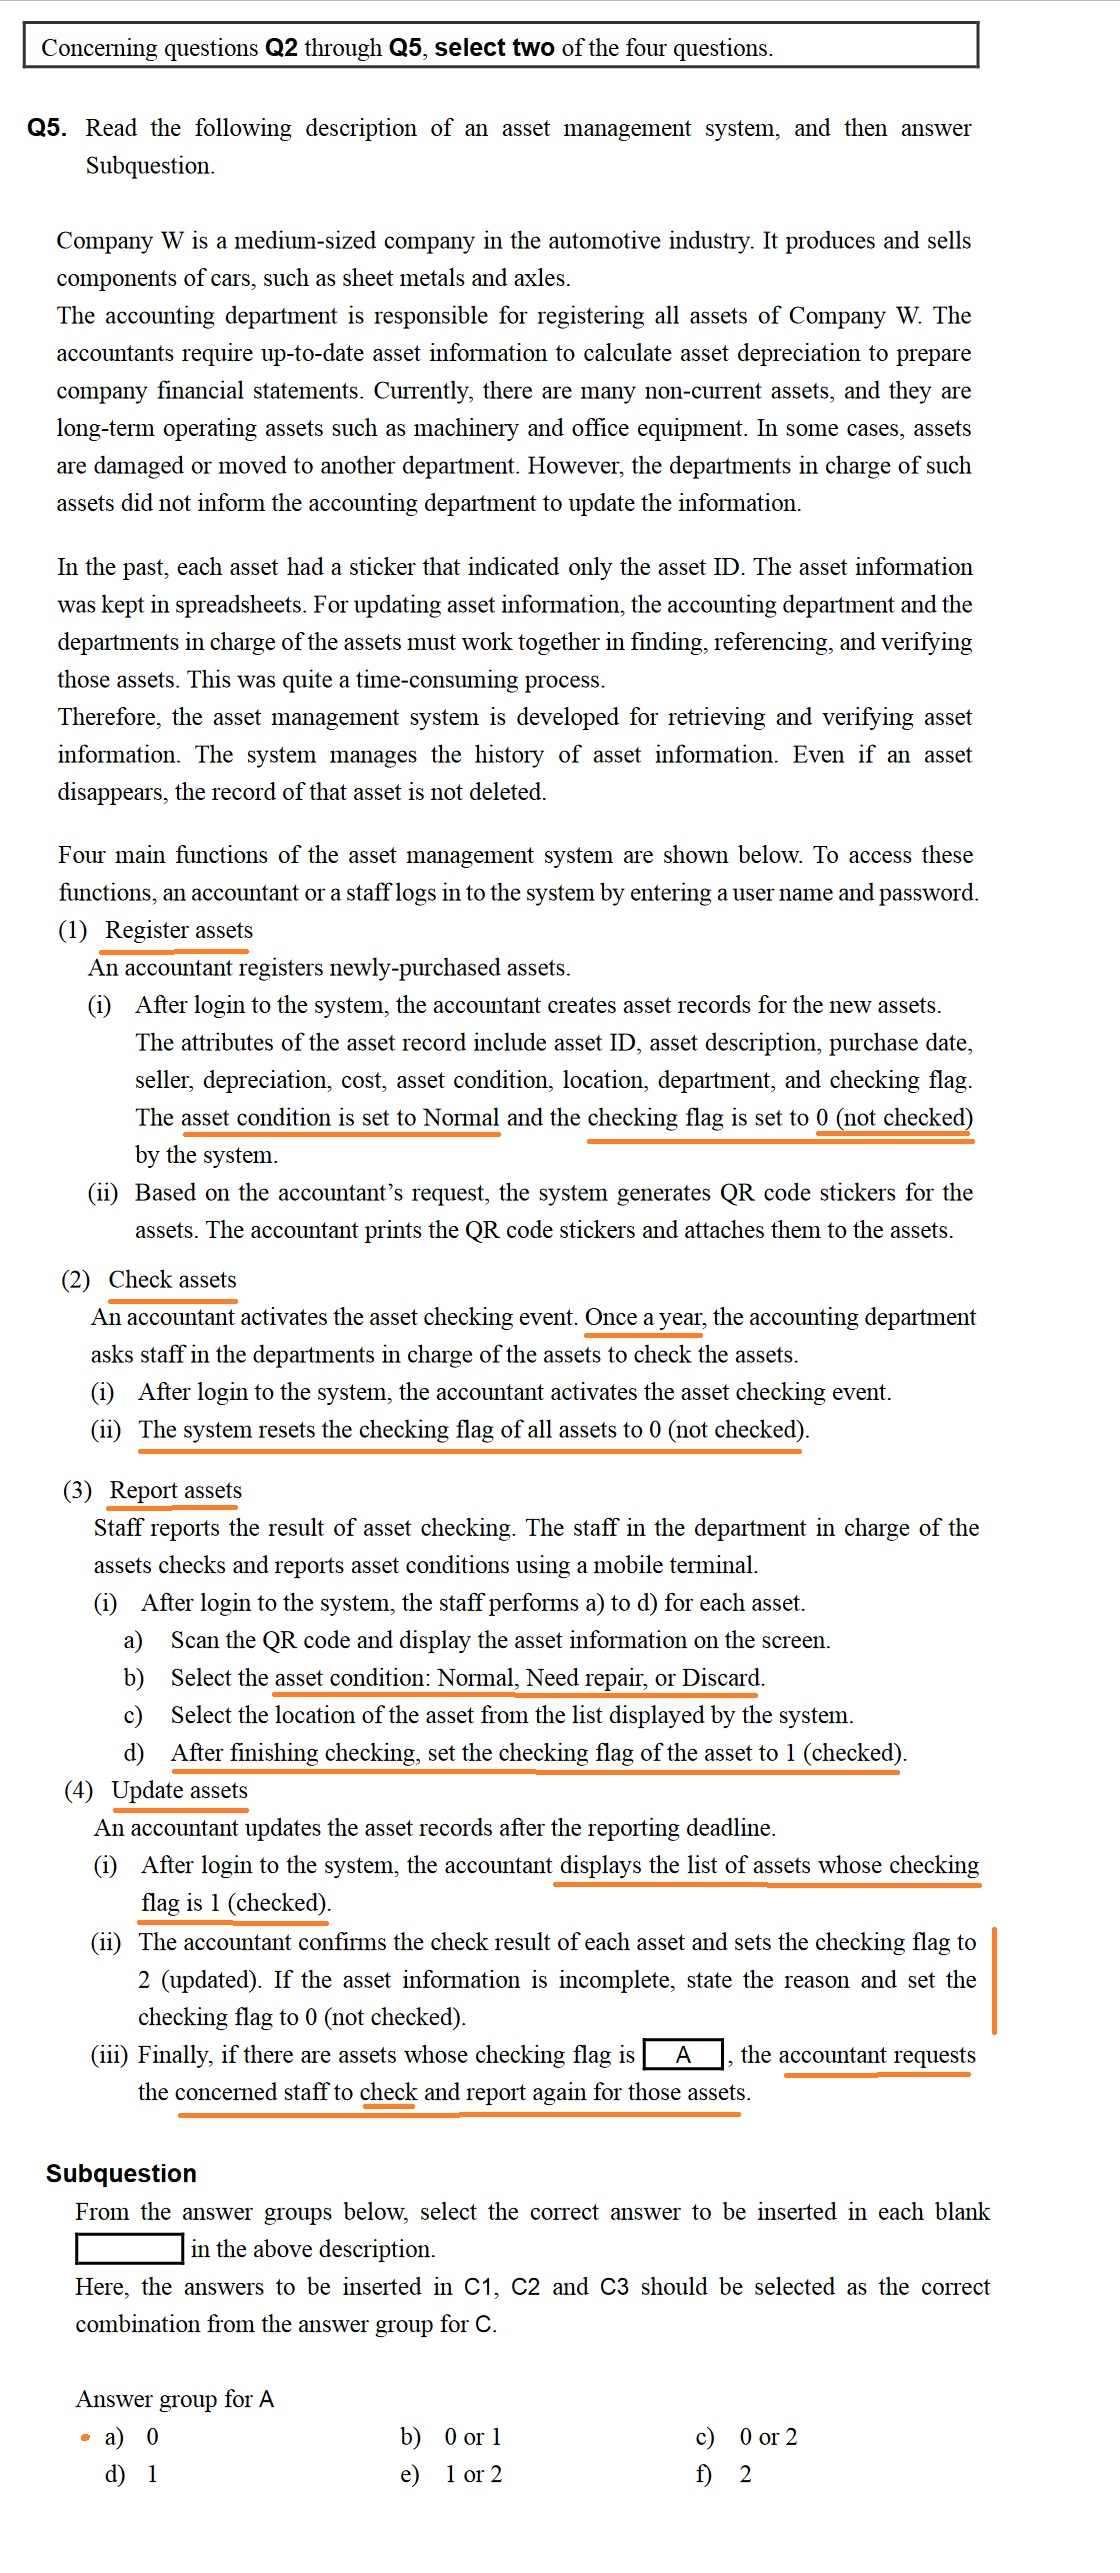 Concerning questions Q2 through Q5, select two of the four questions.
Q5. Read the following description of an asset management system, and then answer
Subquestion.
Company W is a medium-sized company in the automotive industry. It produces and sells
components of cars, such as sheet metals and axles.
The accounting department is responsible for registering all assets of Company W. The
accountants require up-to-date asset information to calculate asset depreciation to prepare
company financial statements. Currently, there are many non-current assets, and they are
long-term operating assets such as machinery and office equipment. In some cases, assets
are damaged or moved to another department. However, the departments in charge of such
assets did not inform the accounting department to update the information.
In the past, each asset had a sticker that indicated only the asset ID. The asset information
was kept in spreadsheets. For updating asset information, the accounting department and the
departments in charge of the assets must work together in finding, referencing, and verifying
those assets. This was quite a time-consuming process.
Therefore, the asset management system is developed for retrieving and verifying asset
information. The system manages the history of asset information. Even if an asset
disappears, the record of that asset is not deleted.
Four main functions of the asset management system are shown below. To access these
functions, an accountant or a staff logs in to the system by entering a user name and password.
(1) Register assets
An accountant registers newly-purchased assets.
(i) After login to the system, the accountant creates asset records for the new assets.
The attributes of the asset record include asset ID, asset description, purchase date,
seller, depreciation, cost, asset condition, location, department, and checking flag.
The asset condition is set to Normal and the checking flag is set to 0 (not checked)
by the system.
(ii) Based on the accountant’s request, the system generates QR code stickers for the
assets. The accountant prints the QR code stickers and attaches them to the assets.
(2) Check assets
An accountant activates the asset checking event. Once a year, the accounting department
asks staff in the departments in charge of the assets to check the assets.
(i) After login to the system, the accountant activates the asset checking event.
(ii) The system resets the checking flag of all assets to 0 (not checked).
(3) Report assets
Staff reports the result of asset checking. The staff in the department in charge of the
assets checks and reports asset conditions using a mobile terminal.
(i) After login to the system, the staff performs a) to d) for each asset.
a) Scan the QR code and display the asset information on the screen.
b) Select the asset condition: Normal, Need repair, or Discard.
c) Select the location of the asset from the list displayed by the system.
d) After finishing checking, set the checking flag of the asset to 1 (checked).
(4) Update assets
An accountant updates the asset records after the reporting deadline.
(i) After login to the system, the accountant displays the list of assets whose checking
flag is 1 (checked).
(ii) The accountant confirms the check result of each asset and sets the checking flag to
2 (updated). If the asset information is incomplete, state the reason and set the
checking flag to 0 (not checked).
(iii) Finally, if there are assets whose checking flag is A , the accountant requests
the concerned staff to check and report again for those assets.
Subquestion
From the answer groups below, select the correct answer to be inserted in each blank
in the above description.
Here, the answers to be inserted in C1, C2 and C3 should be selected as the correct
combination from the answer group for C.
Answer group for A
a) 0 b) 0 or 1 c) 0 or 2
d) 1 e) 1 or 2 f) 2